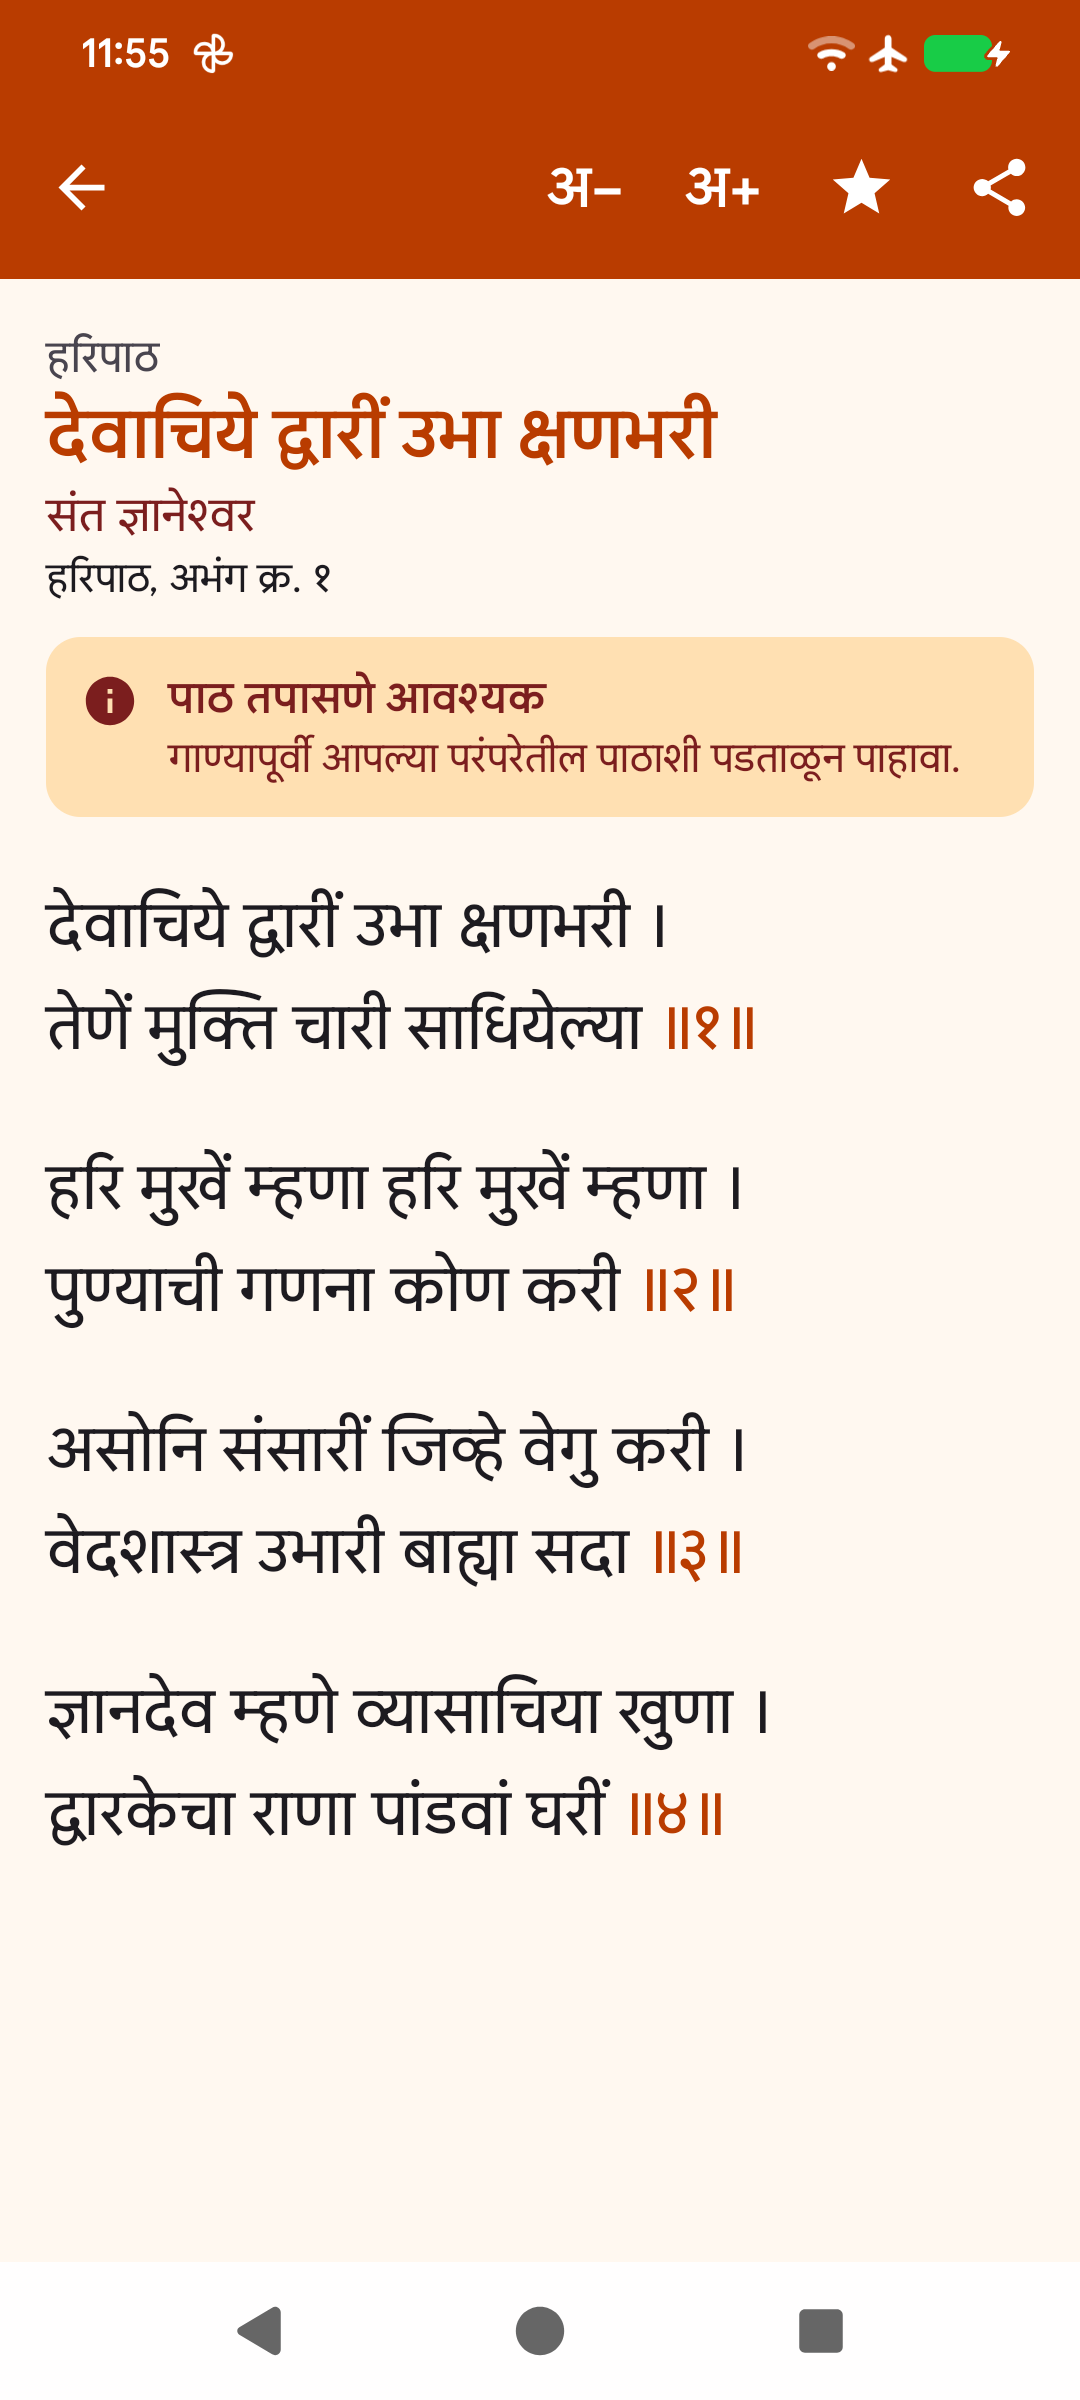 11:55
अ– अ+
हरिपाठ
देवाचिये द्वारीं उभा क्षणभरी
संत ज्ञानेश्वर
हरिपाठ, अभंग क्र. १
पाठ तपासणे आवश्यक
गाण्यापूर्वी आपल्या परंपरेतील पाठाशी पडताळून पाहावा.
देवाचिये द्वारीं उभा क्षणभरी ।
तेणें मुक्ति चारी साधियेल्या ॥१॥
हरि मुखें म्हणा हरि मुखें म्हणा ।
पुण्याची गणना कोण करी ॥२॥
असोनि संसारीं जिव्हे वेगु करी ।
वेदशास्त्र उभारी बाह्या सदा ॥३॥
ज्ञानदेव म्हणे व्यासाचिया खुणा ।
द्वारकेचा राणा पांडवां घरीं ॥४॥